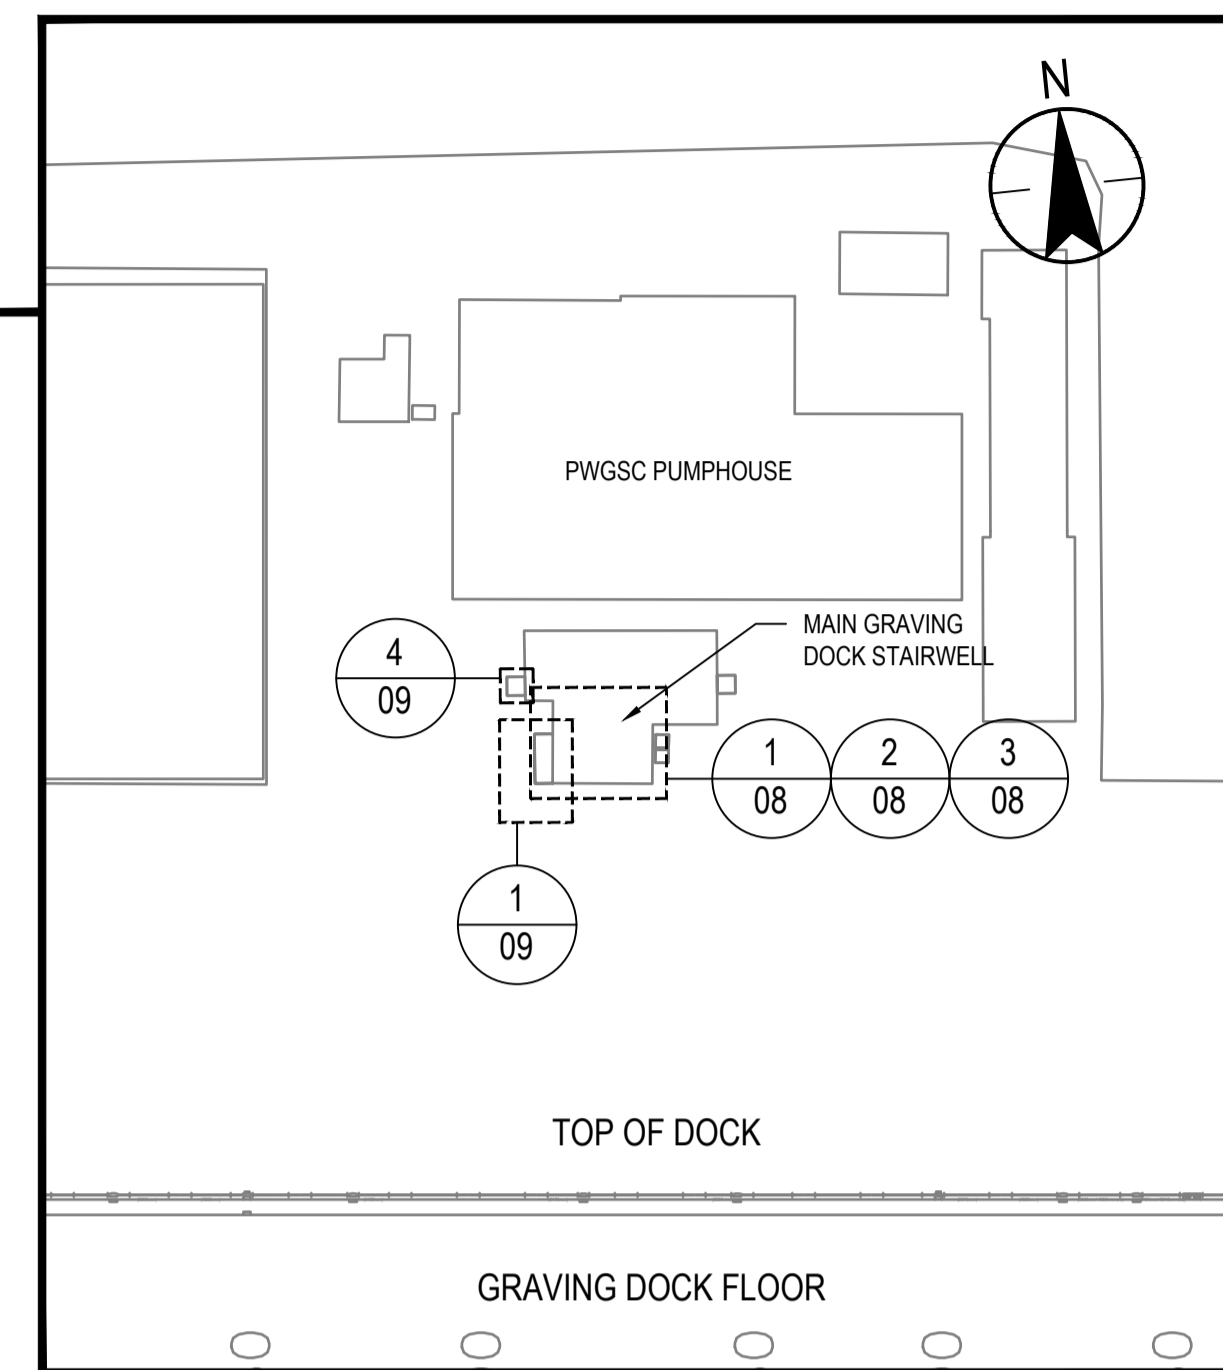 N
PWGSC PUMPHOUSE
MAIN GRAVING
DOCK STAIRWELL
4
09
1
08
2
08
3
08
1
09
TOP OF DOCK
GRAVING DOCK FLOOR